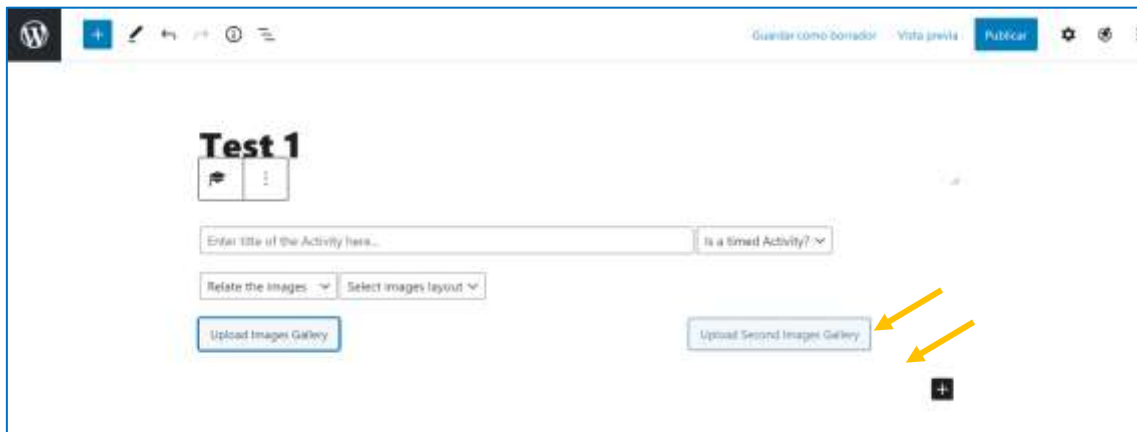 Guardar como borrador Vista previa Publicar
Test 1
Enter title of the Activity here... Is a timed Activity?
Relate the images Select images layout
Upload Images Gallery Upload Second Images Gallery